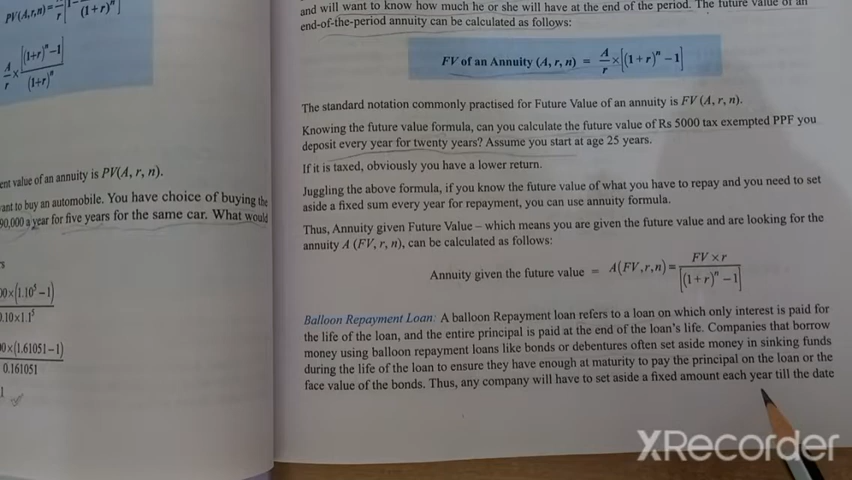 PV(A,r,n) = 
(1+r)^n
A/r × [(1+r)^n −1] / (1+r)^n
ent value of an annuity is PV(A, r, n).
ant to buy an automobile. You have choice of buying the
90,000 a year for five years for the same car. What would
00×(1.10^5 −1)
0.10×1.1^5
00×(1.61051−1)
0.161051
and will want to know how much he or she will have at the end of the period. The future value of an
end-of-the-period annuity can be calculated as follows:
FV of an Annuity (A, r, n) = A/r × [(1+r)^n −1]
The standard notation commonly practised for Future Value of an annuity is FV (A, r, n).
Knowing the future value formula, can you calculate the future value of Rs 5000 tax exempted PPF you
deposit every year for twenty years? Assume you start at age 25 years.
If it is taxed, obviously you have a lower return.
Juggling the above formula, if you know the future value of what you have to repay and you need to set
aside a fixed sum every year for repayment, you can use annuity formula.
Thus, Annuity given Future Value – which means you are given the future value and are looking for the
annuity A (FV, r, n), can be calculated as follows:
Annuity given the future value = A(FV,r,n) = FV×r / [(1+r)^n −1]
Balloon Repayment Loan: A balloon Repayment loan refers to a loan on which only interest is paid for
the life of the loan, and the entire principal is paid at the end of the loan's life. Companies that borrow
money using balloon repayment loans like bonds or debentures often set aside money in sinking funds
during the life of the loan to ensure they have enough at maturity to pay the principal on the loan or the
face value of the bonds. Thus, any company will have to set aside a fixed amount each year till the date
XRecorder